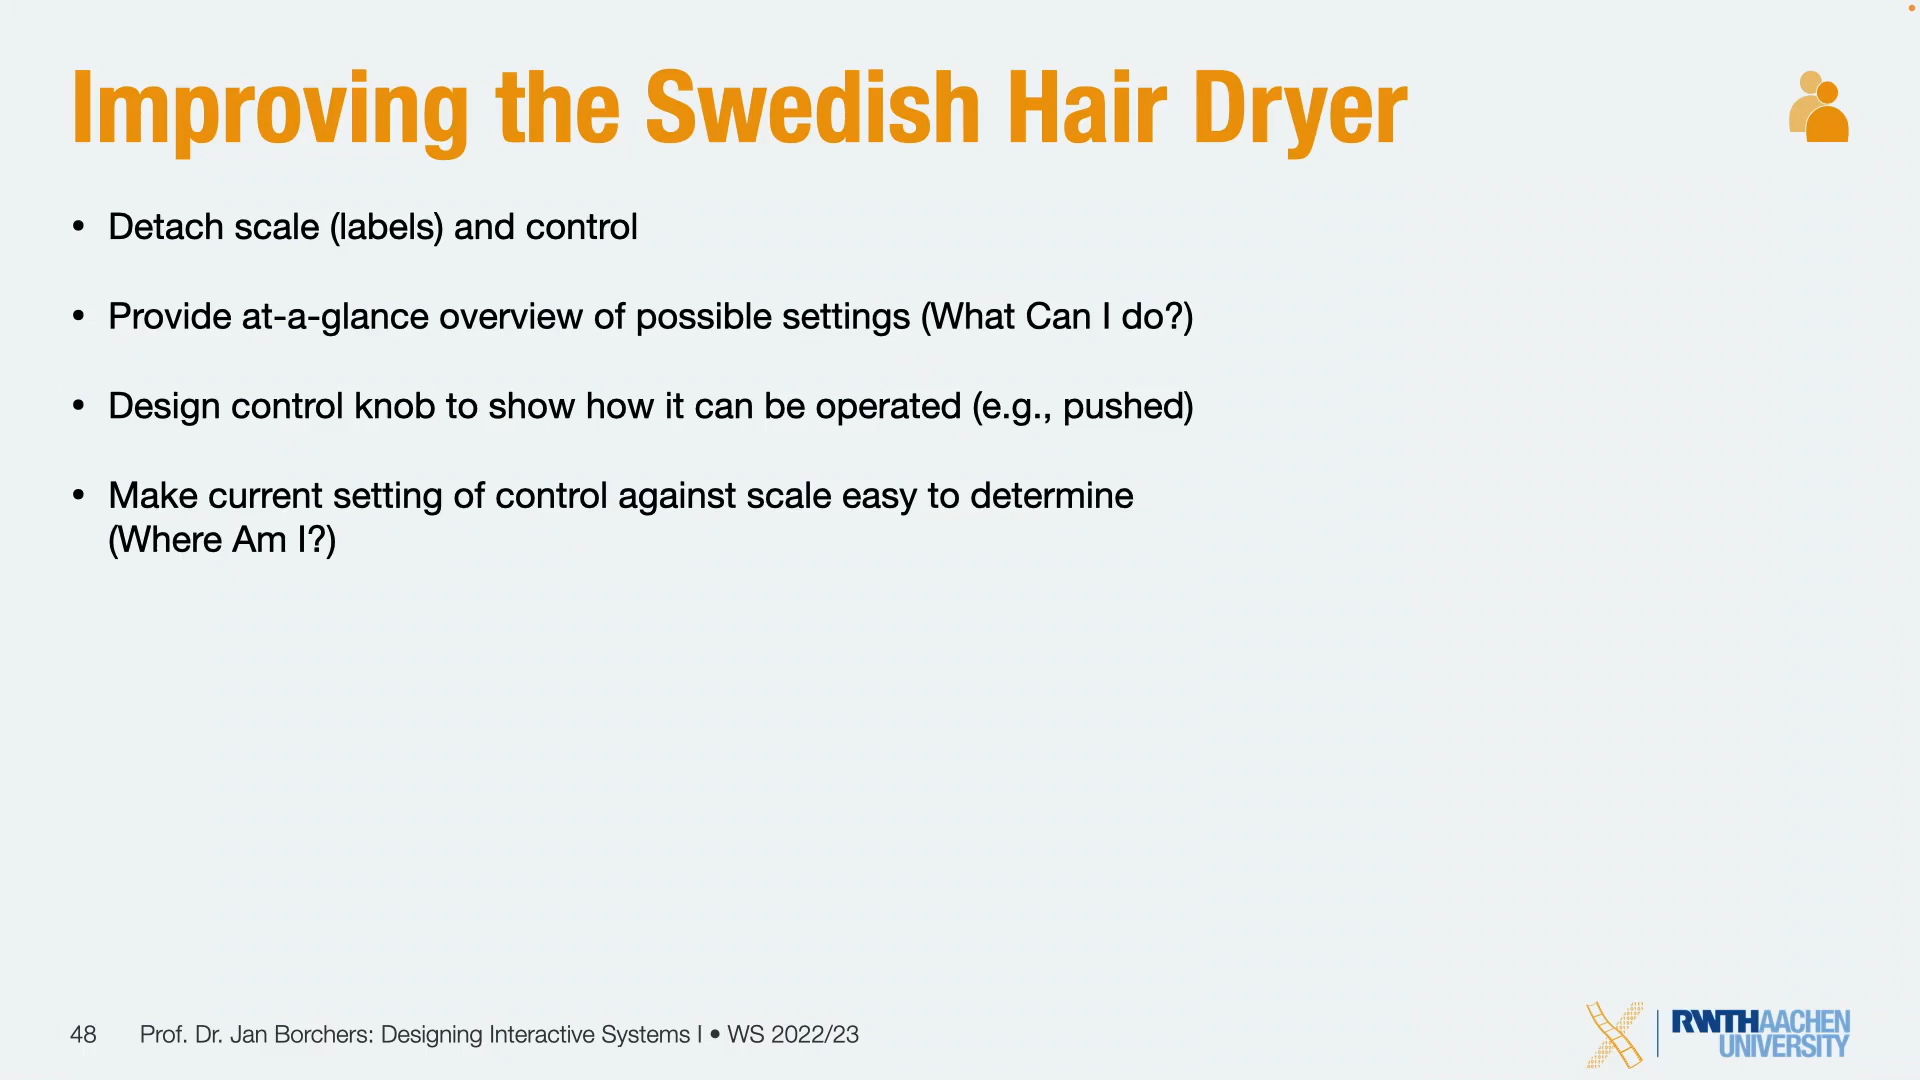 Improving the Swedish Hair Dryer
• Detach scale (labels) and control
• Provide at-a-glance overview of possible settings (What Can I do?)
• Design control knob to show how it can be operated (e.g., pushed)
• Make current setting of control against scale easy to determine
(Where Am I?)
48 Prof. Dr. Jan Borchers: Designing Interactive Systems I • WS 2022/23
RWTHAACHEN
UNIVERSITY